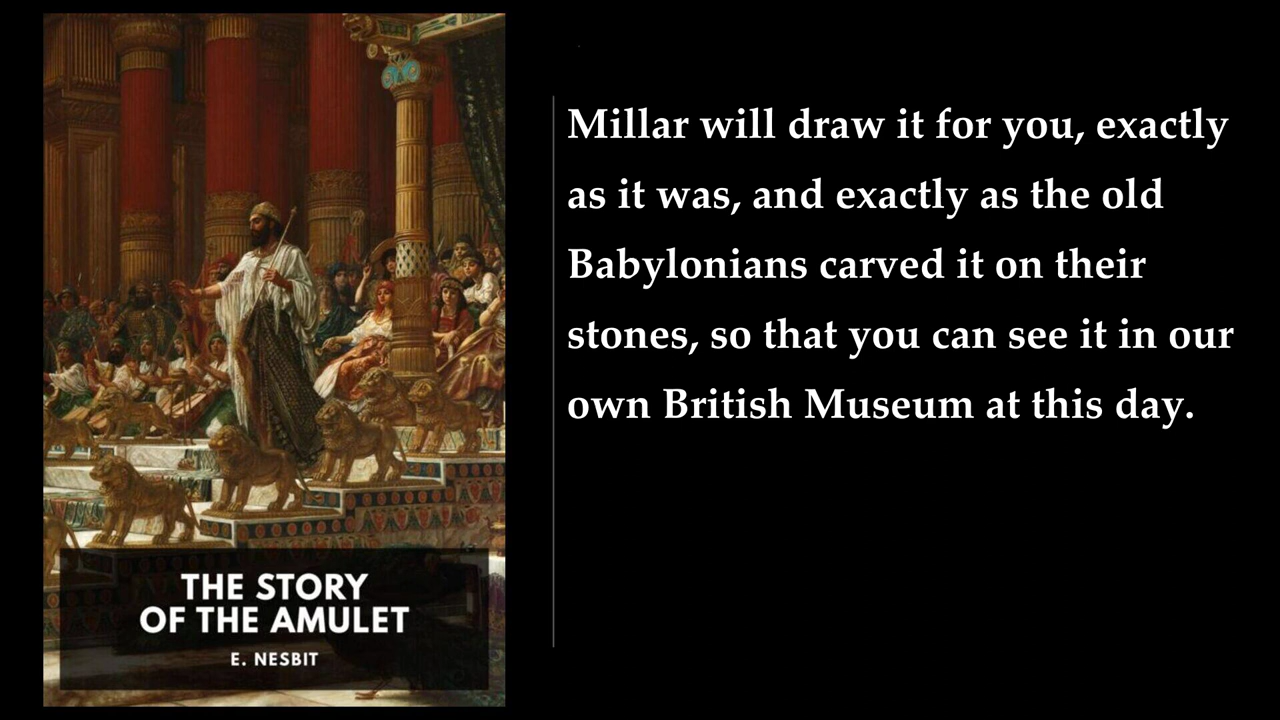 Millar will draw it for you, exactly
as it was, and exactly as the old
Babylonians carved it on their
stones, so that you can see it in our
own British Museum at this day.
THE STORY
OF THE AMULET
E. NESBIT